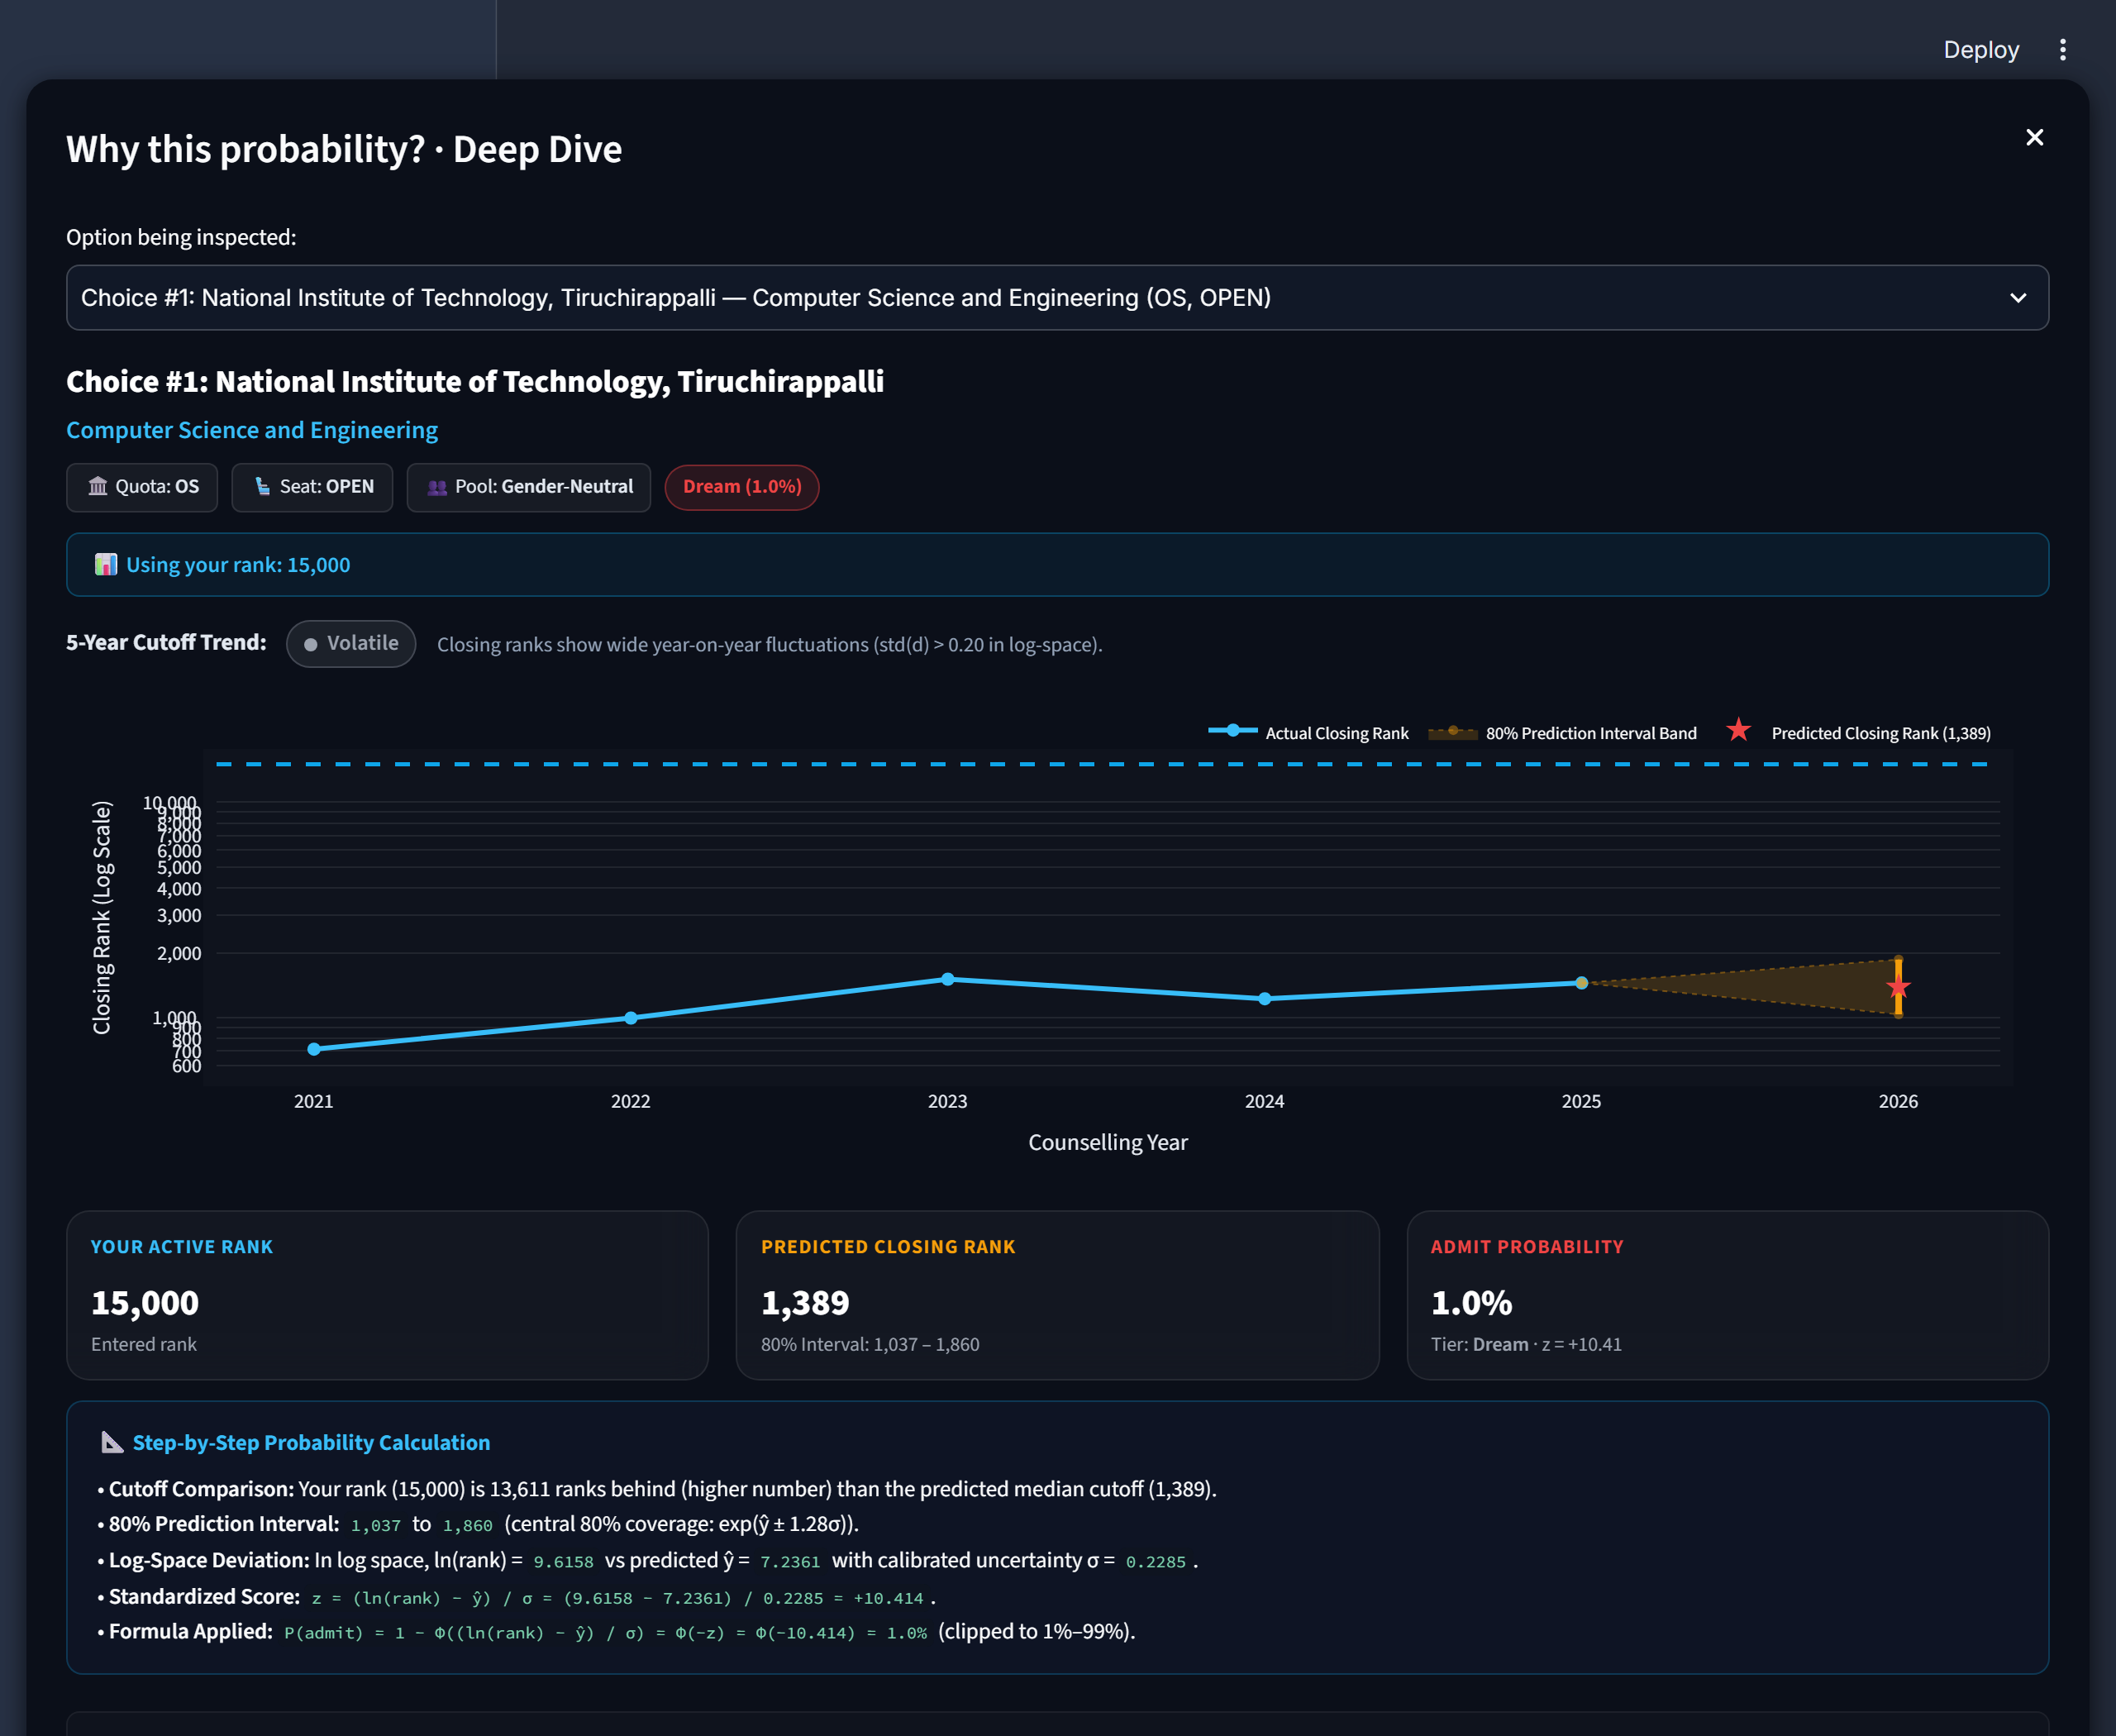 Deploy
Why this probability? · Deep Dive
Option being inspected:
Choice #1: National Institute of Technology, Tiruchirappalli — Computer Science and Engineering (OS, OPEN)
Choice #1: National Institute of Technology, Tiruchirappalli
Computer Science and Engineering
Quota: OS
Seat: OPEN
Pool: Gender-Neutral
Dream (1.0%)
Using your rank: 15,000
5-Year Cutoff Trend:
Volatile
Closing ranks show wide year-on-year fluctuations (std(d) > 0.20 in log-space).
Actual Closing Rank
80% Prediction Interval Band
Predicted Closing Rank (1,389)
Closing Rank (Log Scale)
10,000
9,000
8,000
7,000
6,000
5,000
4,000
3,000
2,000
1,000
900
800
700
600
2021
2022
2023
2024
2025
2026
Counselling Year
YOUR ACTIVE RANK
15,000
Entered rank
PREDICTED CLOSING RANK
1,389
80% Interval: 1,037 – 1,860
ADMIT PROBABILITY
1.0%
Tier: Dream · z = +10.41
Step-by-Step Probability Calculation
• Cutoff Comparison: Your rank (15,000) is 13,611 ranks behind (higher number) than the predicted median cutoff (1,389).
• 80% Prediction Interval: 1,037 to 1,860 (central 80% coverage: exp(ŷ ± 1.28σ)).
• Log-Space Deviation: In log space, ln(rank) = 9.6158 vs predicted ŷ = 7.2361 with calibrated uncertainty σ = 0.2285 .
• Standardized Score: z = (ln(rank) − ŷ) / σ = (9.6158 − 7.2361) / 0.2285 = +10.414 .
• Formula Applied: P(admit) = 1 − Φ((ln(rank) − ŷ) / σ) = Φ(−z) = Φ(−10.414) = 1.0% (clipped to 1%–99%).